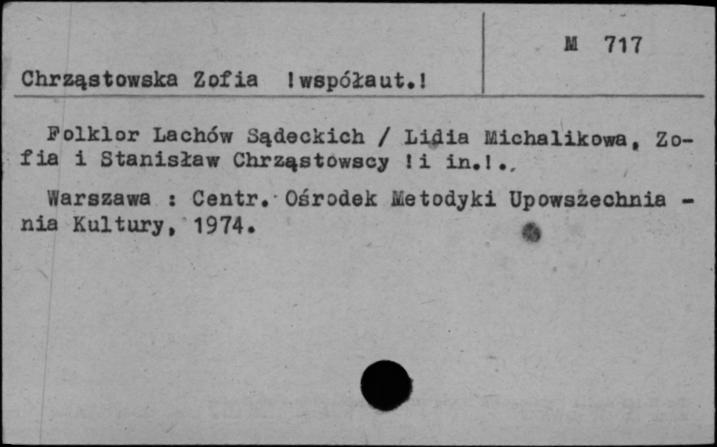 M 717
Chrząstowska Zofia !współaut.!
Folklor Lachów Sądeckich / Lidia Michalikowa, Zo-
fia i Stanisław Chrząstowscy !i in.!.,
Warszawa : Centr. Ośrodek Metodyki Upowszechnia -
nia Kultury, 1974.